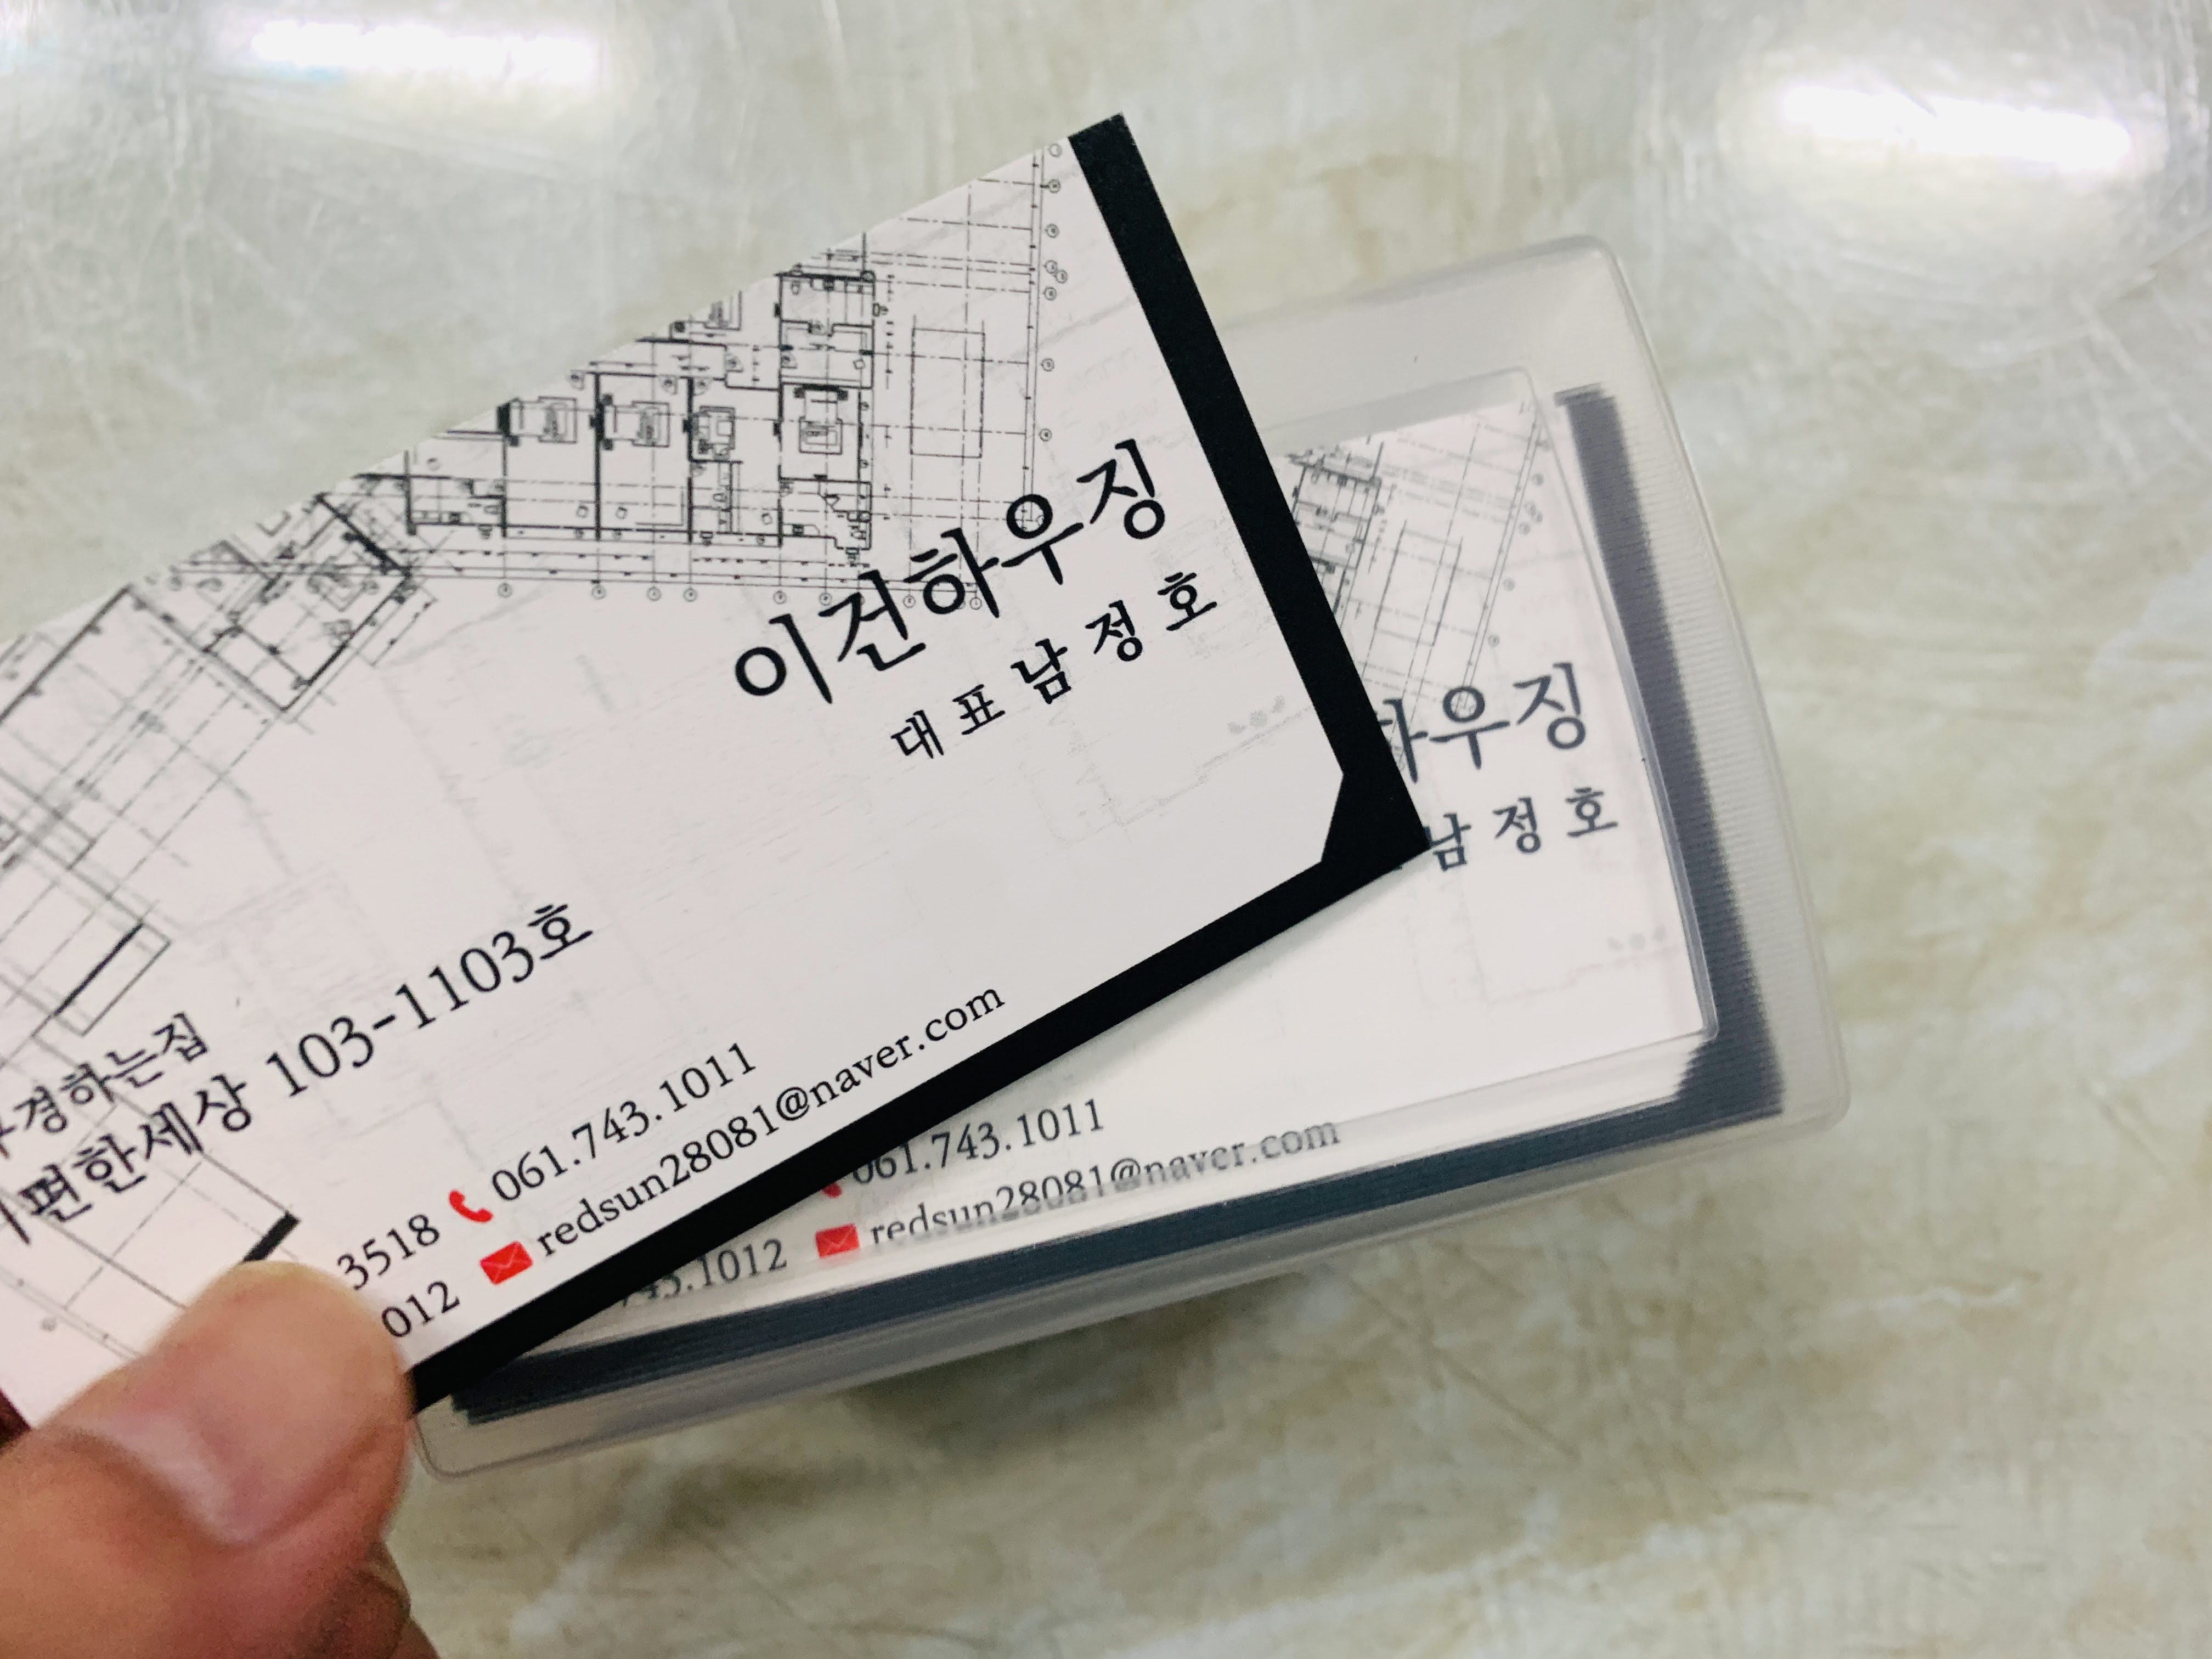 이건하우징
대표 남정호
경하는집
편한세상 103-1103호
3518 061.743.1011
012 redsun28081@naver.com
하우징
남정호
061.743.1011
redsun28081@naver.com
.1012